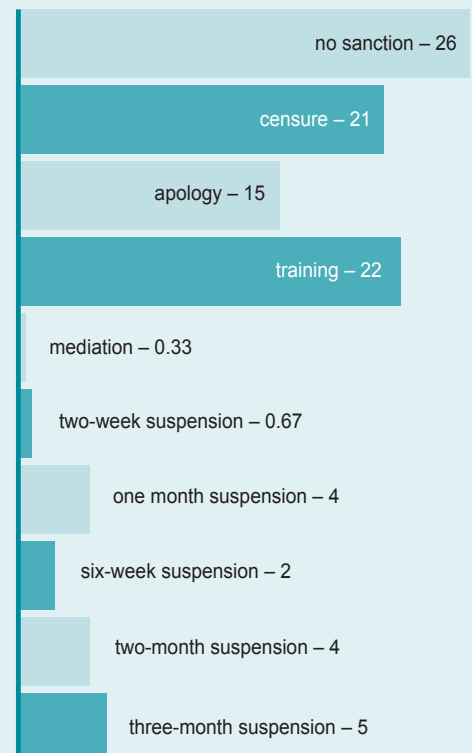 no sanction – 26
censure – 21
apology – 15
training – 22
mediation – 0.33
two-week suspension – 0.67
one month suspension – 4
six-week suspension – 2
two-month suspension – 4
three-month suspension – 5